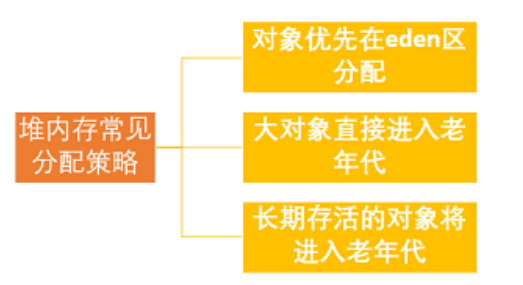 堆内存常见
分配策略
对象优先在eden区
分配
大对象直接进入老
年代
长期存活的对象将
进入老年代